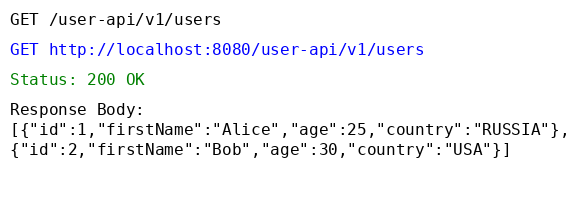 GET /user-api/v1/users
GET http://localhost:8080/user-api/v1/users
Status: 200 OK
Response Body:
[{"id":1,"firstName":"Alice","age":25,"country":"RUSSIA"},
{"id":2,"firstName":"Bob","age":30,"country":"USA"}]